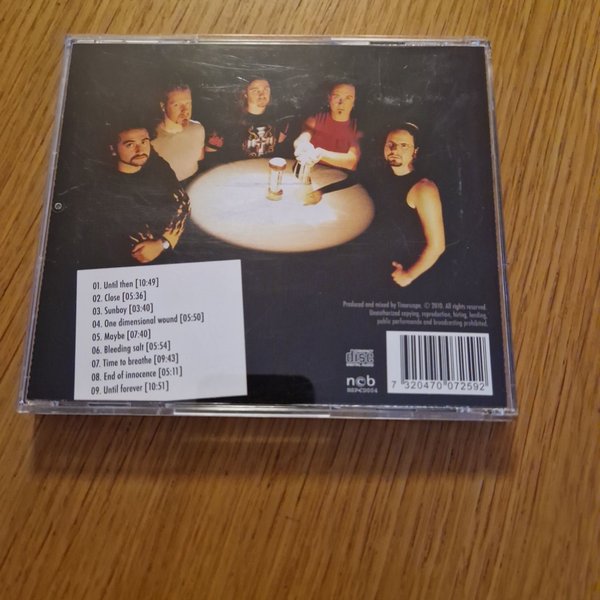 01. Until then [10:49]
02. Close [05:36]
03. Sunboy [03:40]
04. One dimensional wound [05:50]
05. Maybe [07:40]
06. Bleeding salt [05:54]
07. Time to breathe [09:43]
08. End of innocence [05:11]
09. Until forever [10:51]
Produced and mixed by Timescape. © 2010. All rights reserved.
Unauthorized copying, reproduction, hiring, lending,
public performance and broadcasting prohibited.
disc
ncb
7 320470 072592